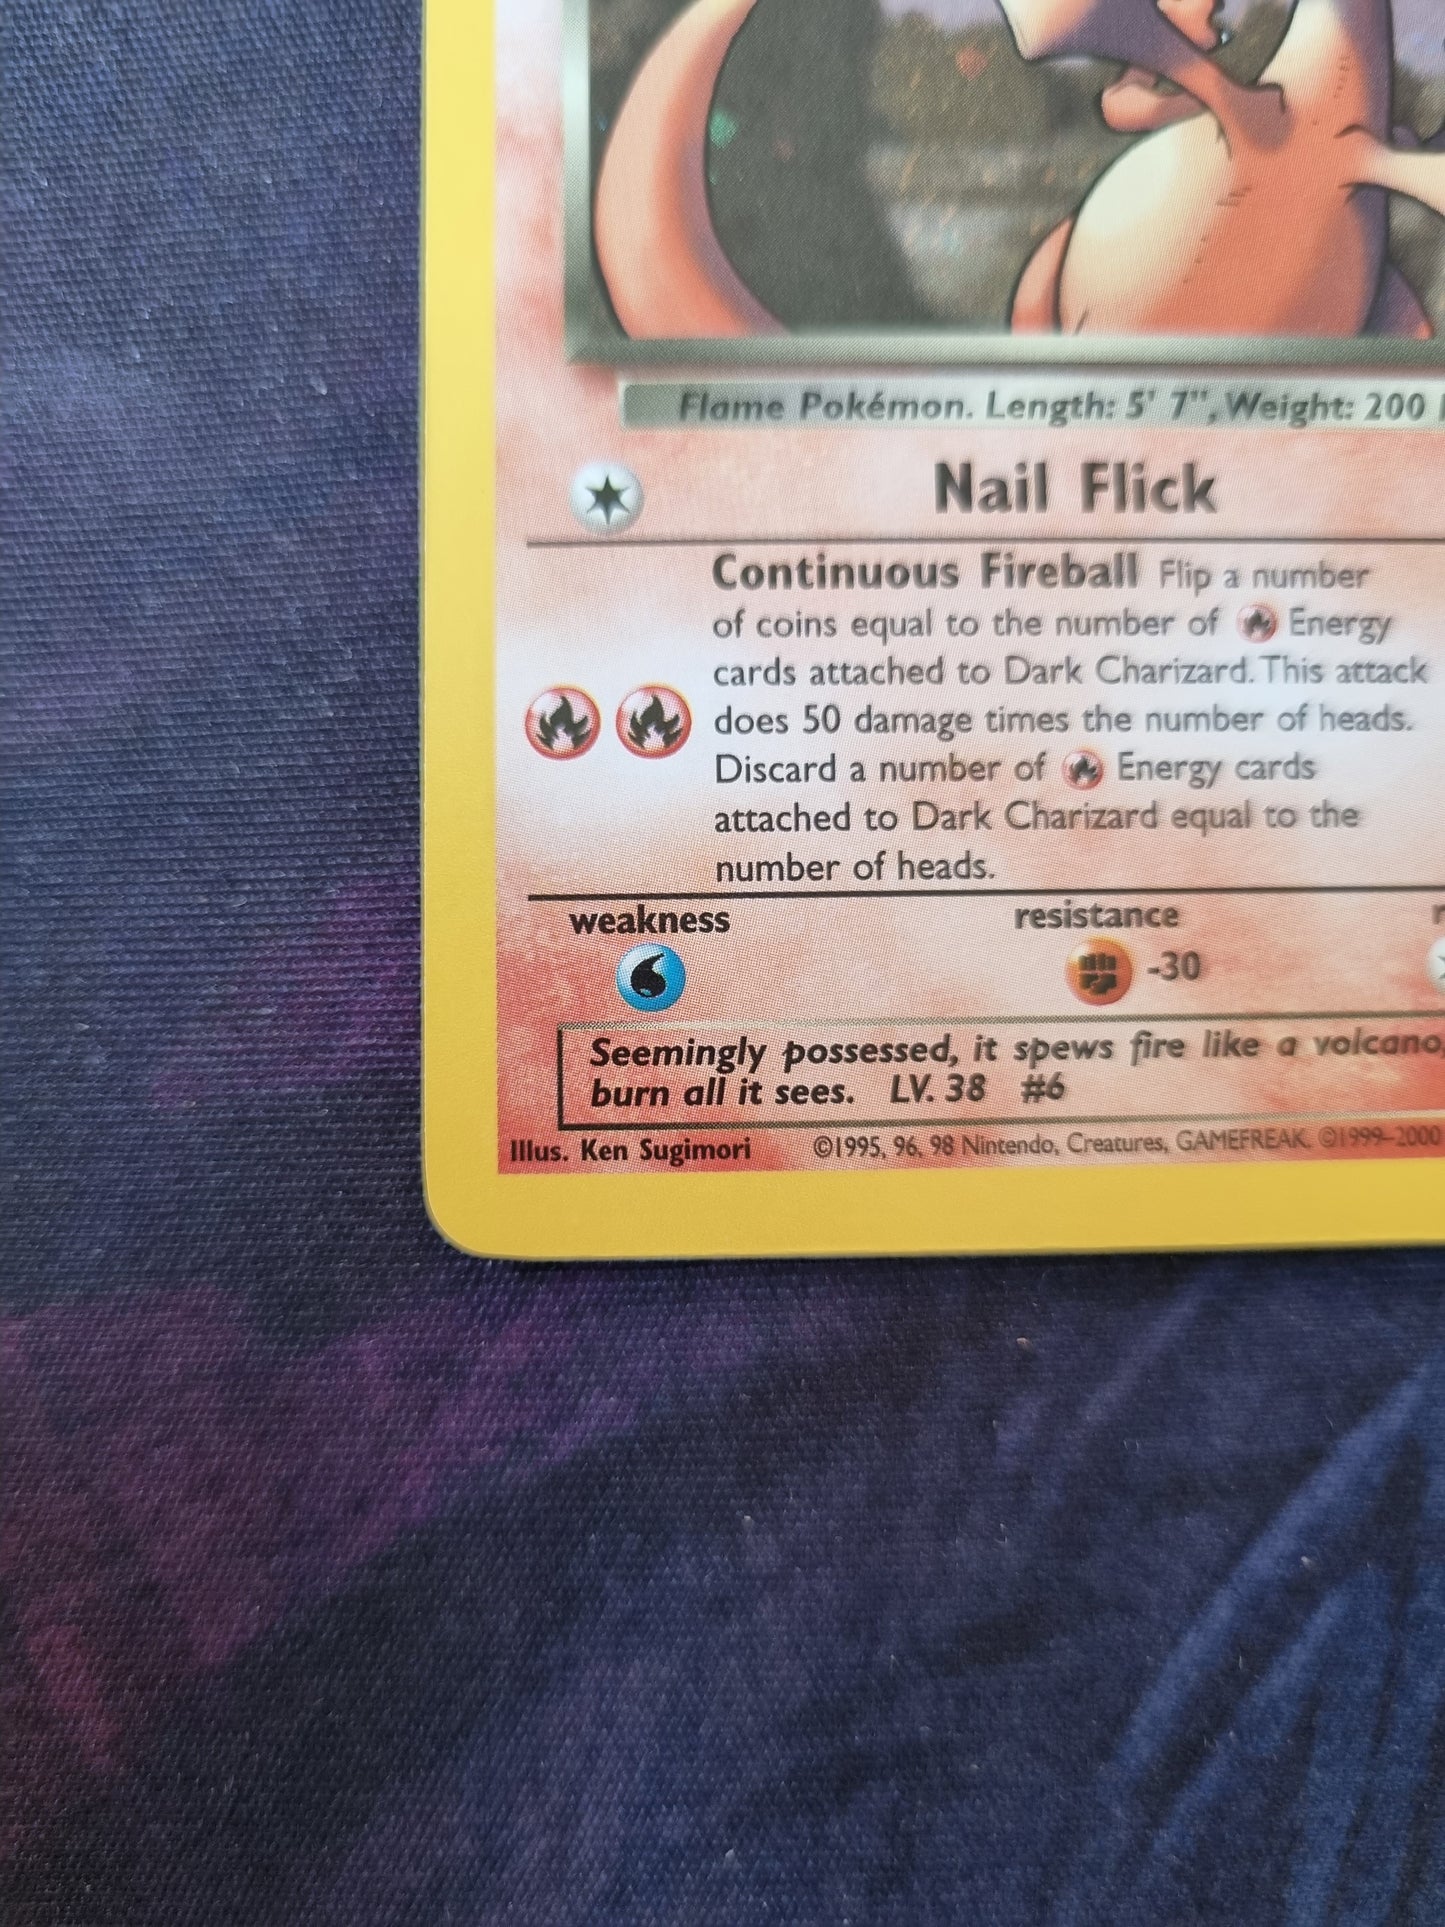 Flame Pokémon. Length: 5' 7", Weight: 200
Nail Flick
Continuous Fireball Flip a number
of coins equal to the number of Energy
cards attached to Dark Charizard. This attack
does 50 damage times the number of heads.
Discard a number of Energy cards
attached to Dark Charizard equal to the
number of heads.
weakness resistance
-30
Seemingly possessed, it spews fire like a volcano,
burn all it sees. LV. 38 #6
Illus. Ken Sugimori ©1995, 96, 98 Nintendo, Creatures, GAMEFREAK. ©1999–2000